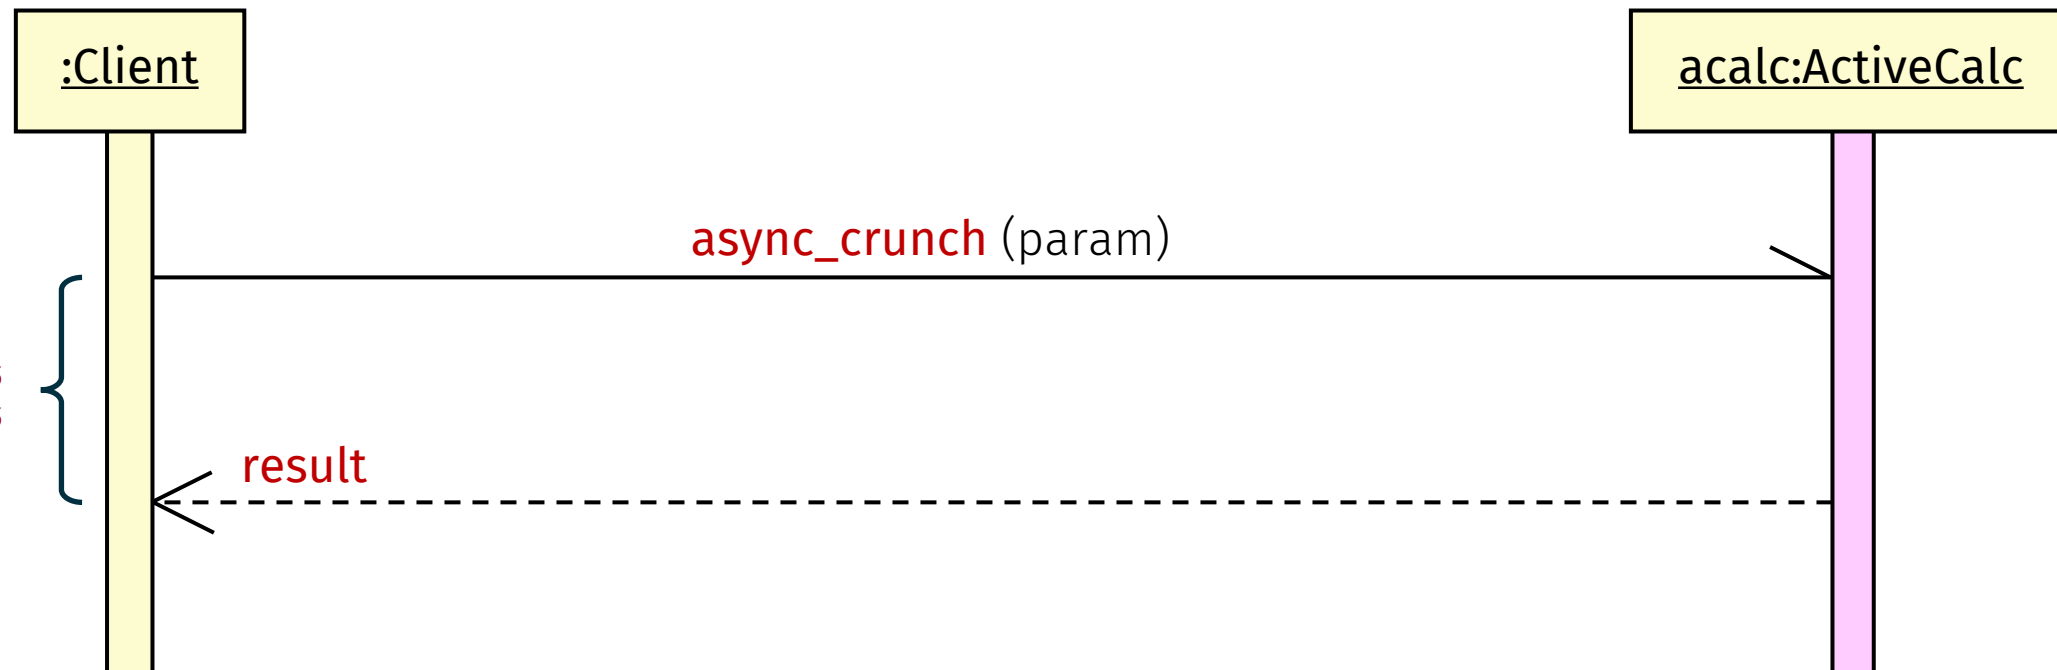 :Client
acalc:ActiveCalc
async_crunch (param)
result